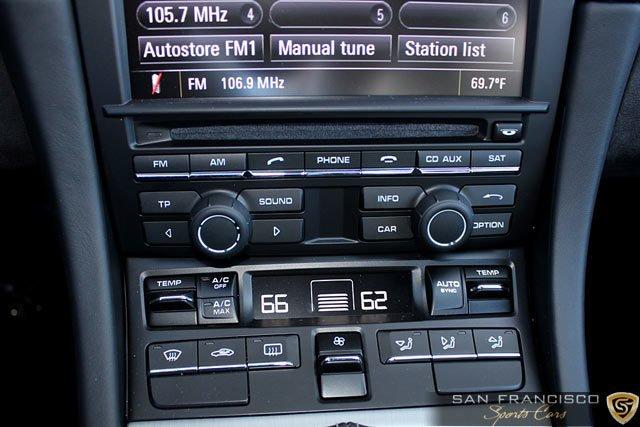 105.7 MHz 4 5 6
Autostore FM1 Manual tune Station list
FM 106.9 MHz 69.7°F
FM AM PHONE CD AUX SAT
TP SOUND INFO
CAR OPTION
TEMP A/C OFF AUTO SYNC TEMP
A/C MAX
66 62
SAN FRANCISCO
Sports Cars